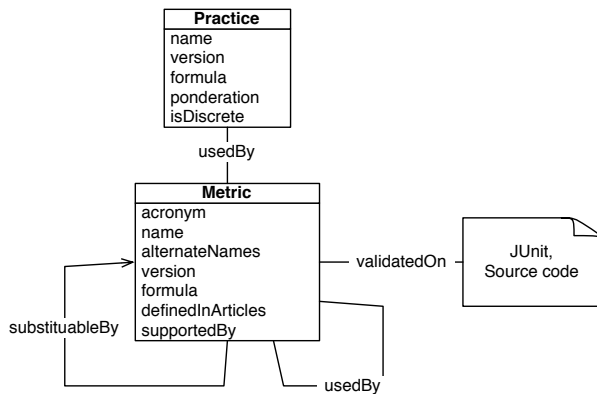 Practice
name
version
formula
ponderation
isDiscrete
usedBy
Metric
acronym
name
alternateNames
version
formula
definedInArticles
supportedBy
validatedOn
JUnit,
Source code
substituableBy
usedBy